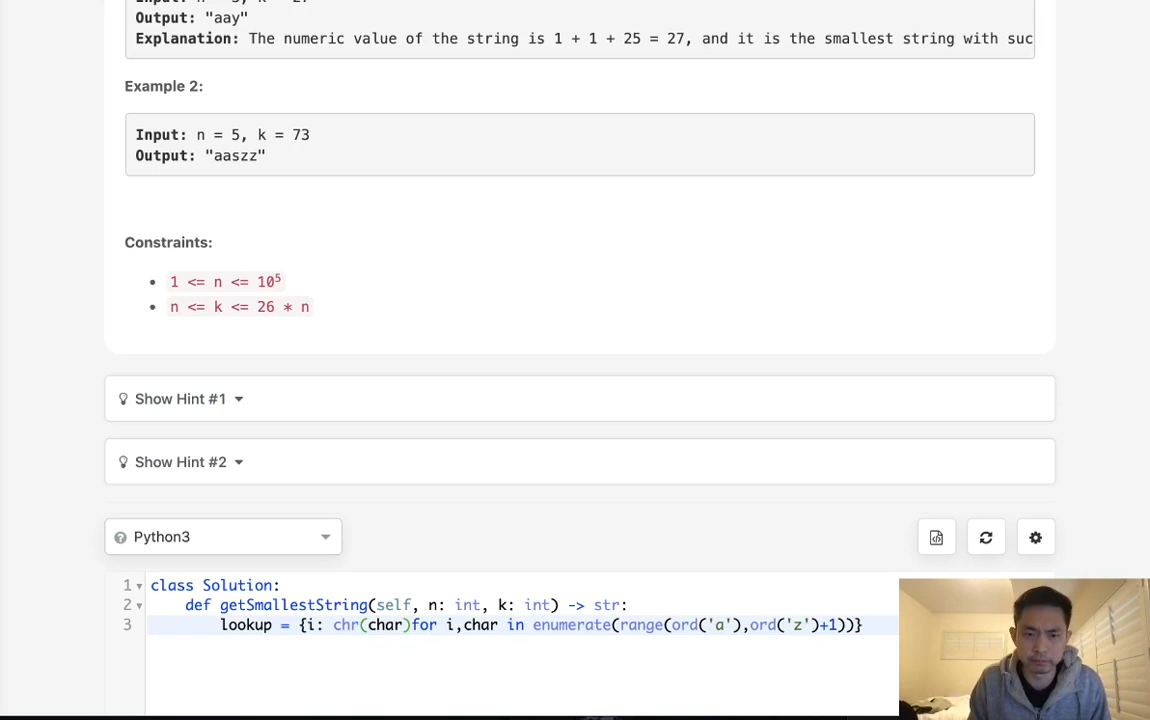 Output: "aay"
Explanation: The numeric value of the string is 1 + 1 + 25 = 27, and it is the smallest string with suc
Example 2:
Input: n = 5, k = 73
Output: "aaszz"
Constraints:
1 <= n <= 10⁵
n <= k <= 26 * n
Show Hint #1
Show Hint #2
Python3
1 class Solution:
2 def getSmallestString(self, n: int, k: int) -> str:
3 lookup = {i: chr(char)for i,char in enumerate(range(ord('a'),ord('z')+1))}